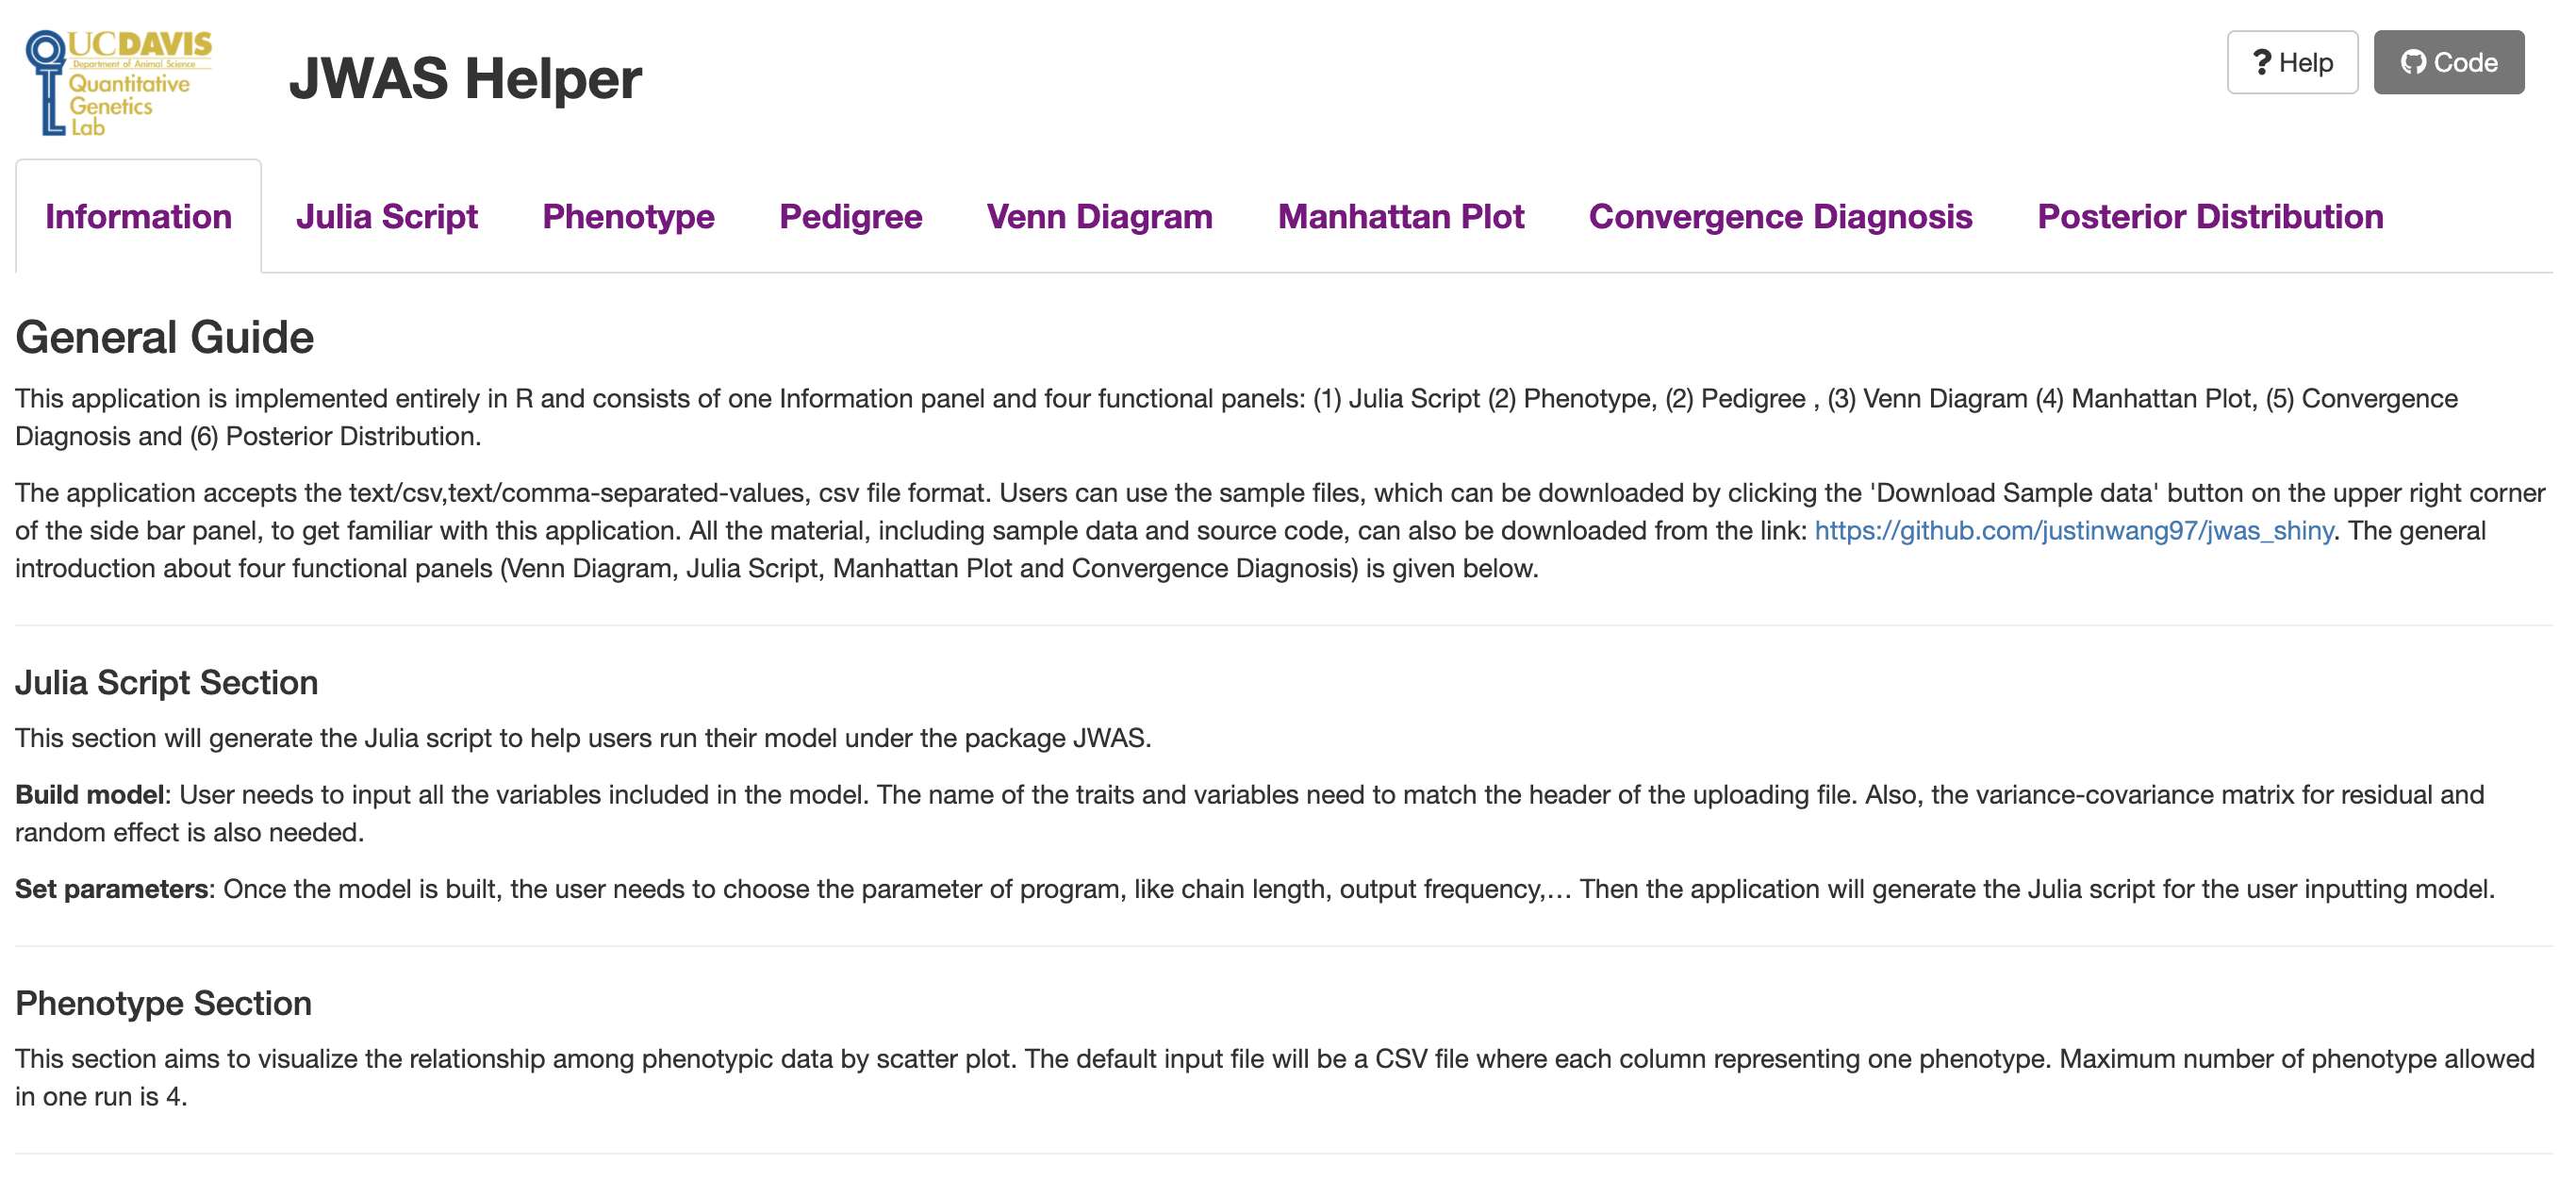 UCDAVIS
Department of Animal Science
Quantitative
Genetics
Lab
JWAS Helper
? Help
Code
Information
Julia Script
Phenotype
Pedigree
Venn Diagram
Manhattan Plot
Convergence Diagnosis
Posterior Distribution
General Guide
This application is implemented entirely in R and consists of one Information panel and four functional panels: (1) Julia Script (2) Phenotype, (2) Pedigree , (3) Venn Diagram (4) Manhattan Plot, (5) Convergence
Diagnosis and (6) Posterior Distribution.
The application accepts the text/csv,text/comma-separated-values, csv file format. Users can use the sample files, which can be downloaded by clicking the 'Download Sample data' button on the upper right corner
of the side bar panel, to get familiar with this application. All the material, including sample data and source code, can also be downloaded from the link: https://github.com/justinwang97/jwas_shiny. The general
introduction about four functional panels (Venn Diagram, Julia Script, Manhattan Plot and Convergence Diagnosis) is given below.
Julia Script Section
This section will generate the Julia script to help users run their model under the package JWAS.
Build model: User needs to input all the variables included in the model. The name of the traits and variables need to match the header of the uploading file. Also, the variance-covariance matrix for residual and
random effect is also needed.
Set parameters: Once the model is built, the user needs to choose the parameter of program, like chain length, output frequency,… Then the application will generate the Julia script for the user inputting model.
Phenotype Section
This section aims to visualize the relationship among phenotypic data by scatter plot. The default input file will be a CSV file where each column representing one phenotype. Maximum number of phenotype allowed
in one run is 4.